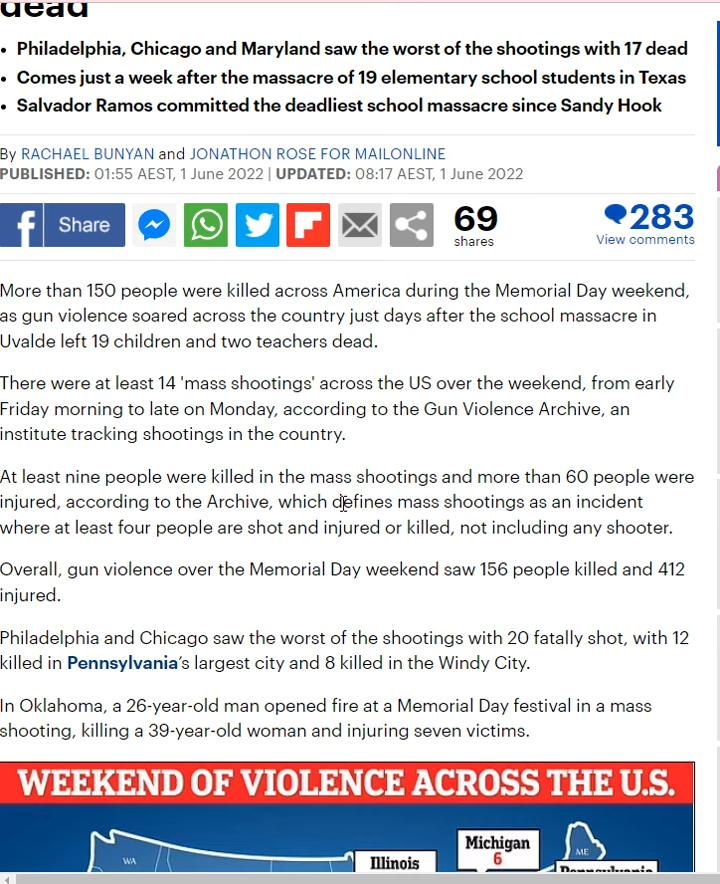 dead
• Philadelphia, Chicago and Maryland saw the worst of the shootings with 17 dead
• Comes just a week after the massacre of 19 elementary school students in Texas
• Salvador Ramos committed the deadliest school massacre since Sandy Hook
By RACHAEL BUNYAN and JONATHON ROSE FOR MAILONLINE
PUBLISHED: 01:55 AEST, 1 June 2022 | UPDATED: 08:17 AEST, 1 June 2022
f Share
69
shares
283
View comments
More than 150 people were killed across America during the Memorial Day weekend,
as gun violence soared across the country just days after the school massacre in
Uvalde left 19 children and two teachers dead.
There were at least 14 'mass shootings' across the US over the weekend, from early
Friday morning to late on Monday, according to the Gun Violence Archive, an
institute tracking shootings in the country.
At least nine people were killed in the mass shootings and more than 60 people were
injured, according to the Archive, which defines mass shootings as an incident
where at least four people are shot and injured or killed, not including any shooter.
Overall, gun violence over the Memorial Day weekend saw 156 people killed and 412
injured.
Philadelphia and Chicago saw the worst of the shootings with 20 fatally shot, with 12
killed in Pennsylvania's largest city and 8 killed in the Windy City.
In Oklahoma, a 26-year-old man opened fire at a Memorial Day festival in a mass
shooting, killing a 39-year-old woman and injuring seven victims.
WEEKEND OF VIOLENCE ACROSS THE U.S.
WA
Illinois
Michigan
6
ME
Pennsylvania